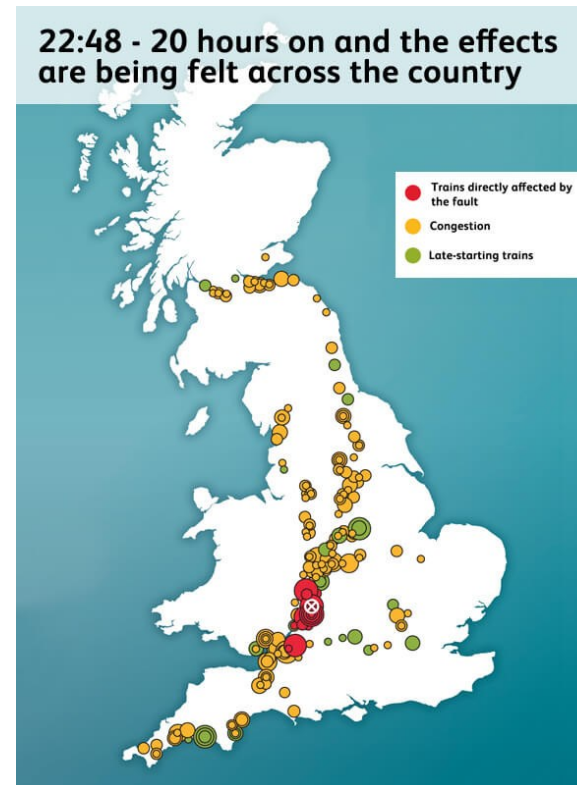 22:48 - 20 hours on and the effects
are being felt across the country
Trains directly affected by
the fault
Congestion
Late-starting trains